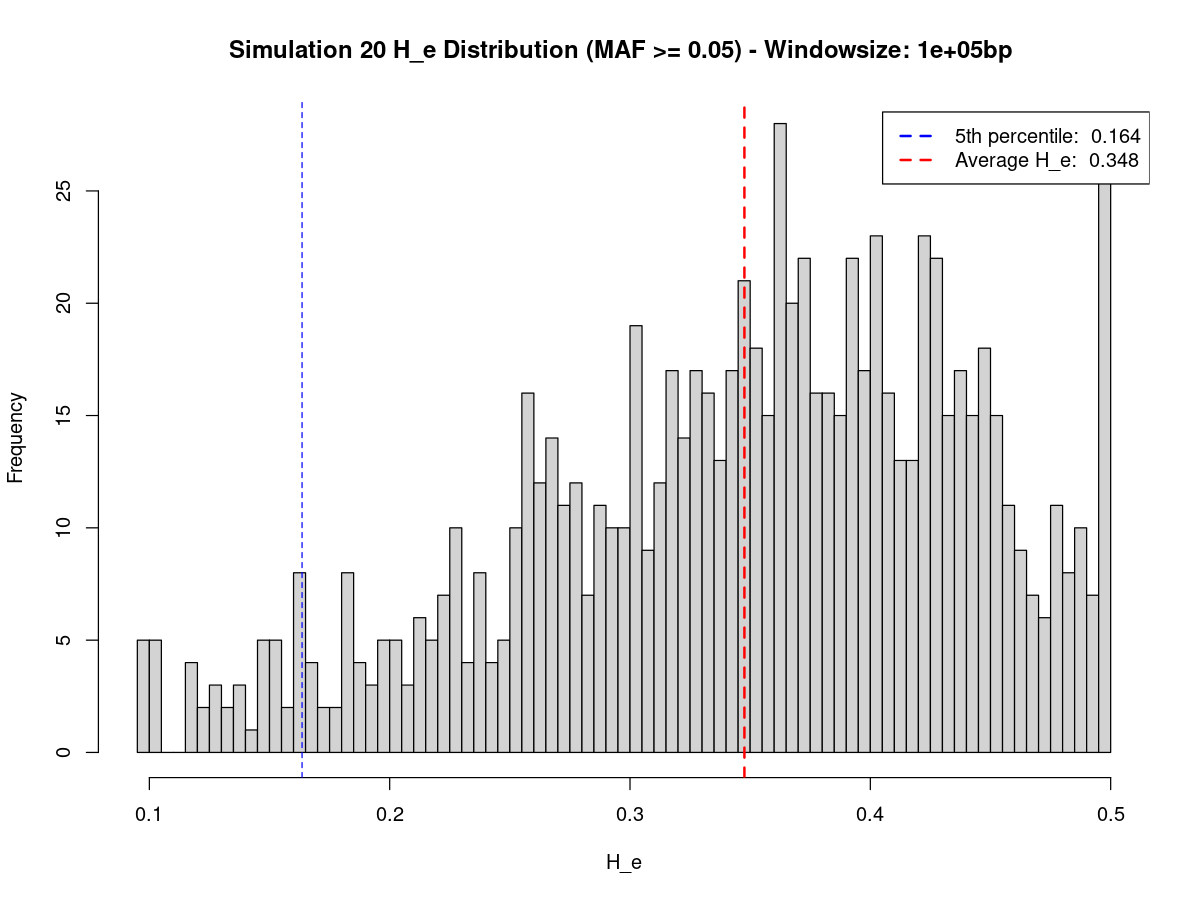 Simulation 20 H_e Distribution (MAF >= 0.05) - Windowsize: 1e+05bp
5th percentile:  0.164
Average H_e:  0.348
Frequency
25
20
15
10
5
0
0.1 0.2 0.3 0.4 0.5
H_e